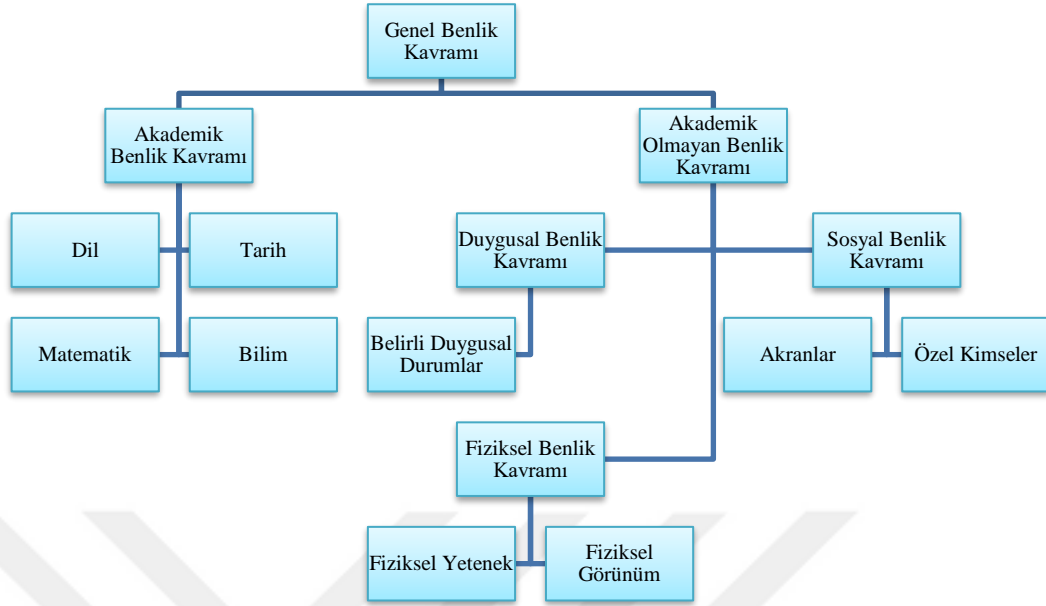 Genel Benlik
Kavramı
Akademik
Benlik Kavramı
Akademik
Olmayan Benlik
Kavramı
Dil
Tarih
Duygusal Benlik
Kavramı
Sosyal Benlik
Kavramı
Matematik
Bilim
Belirli Duygusal
Durumlar
Akranlar
Özel Kimseler
Fiziksel Benlik
Kavramı
Fiziksel Yetenek
Fiziksel
Görünüm